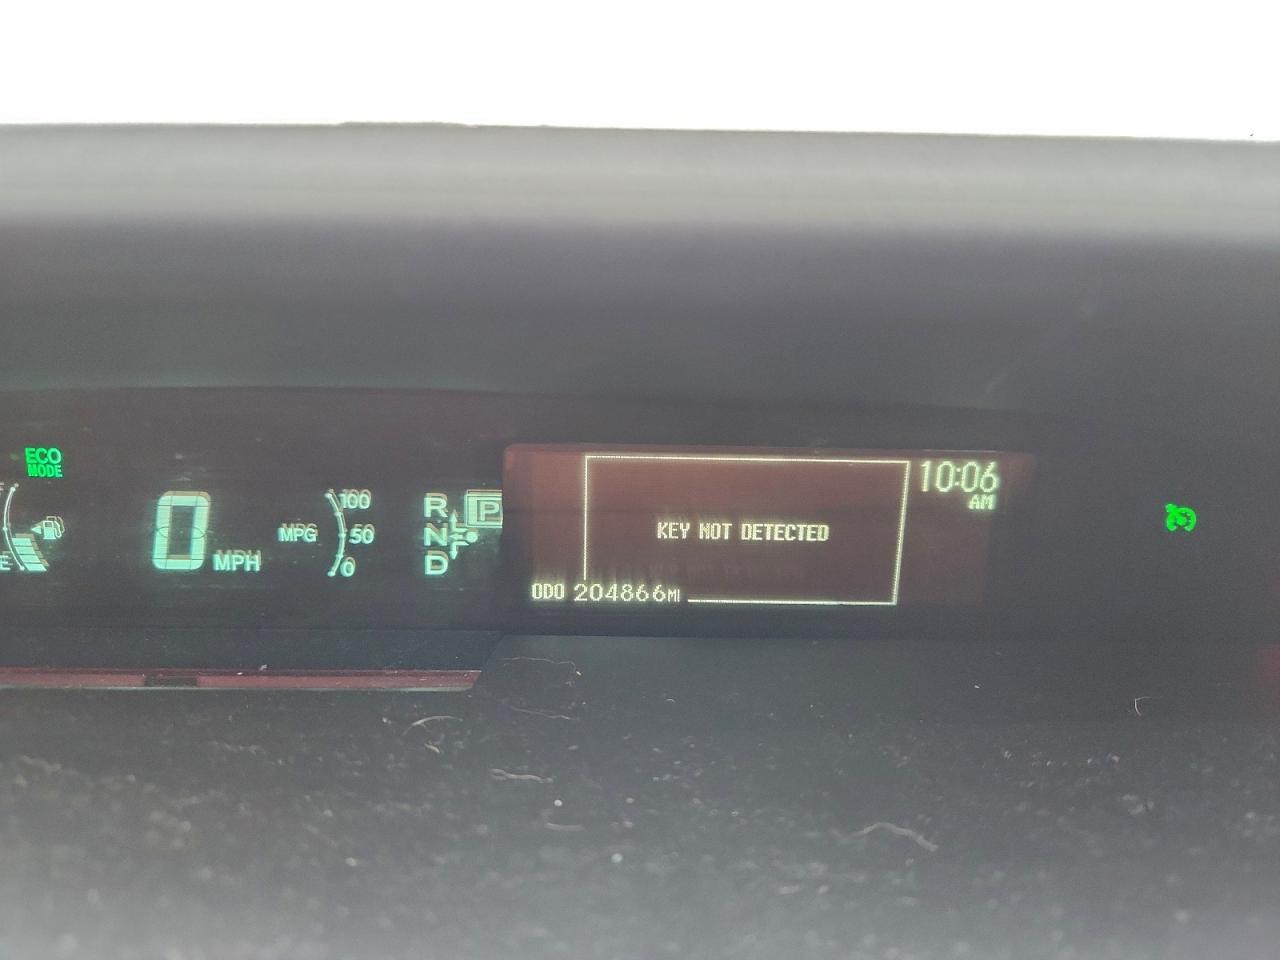 ECO
MODE
F
E
0
MPH
MPG
100
50
0
R
N
D
P
KEY NOT DETECTED
10:06
AM
ODO 204866MI